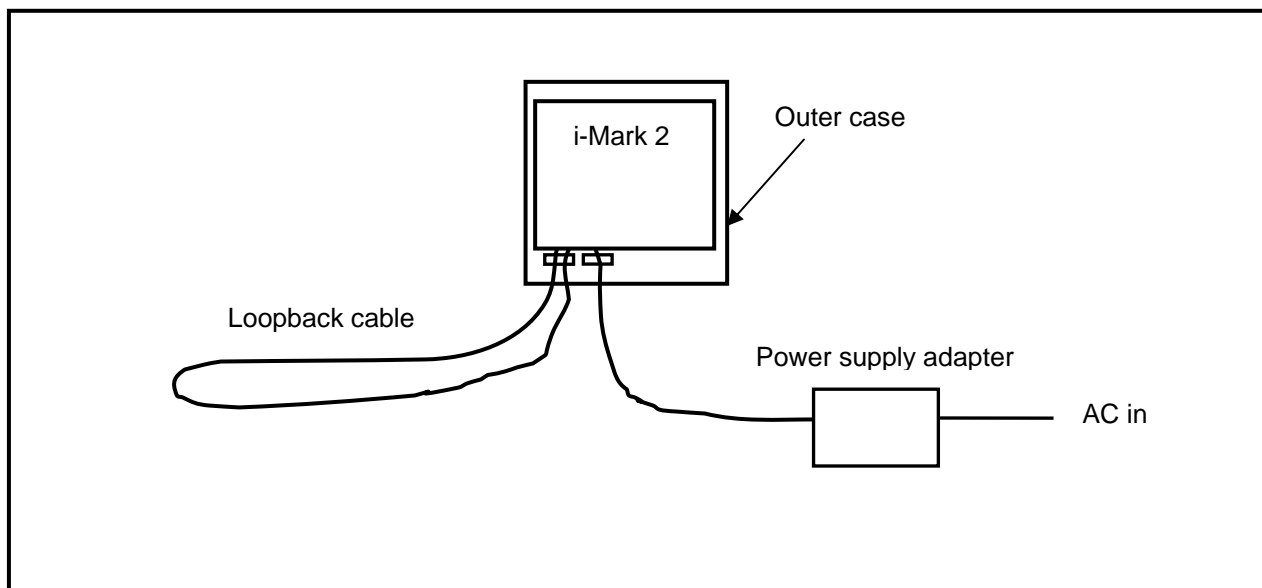 i-Mark 2
Outer case
Loopback cable
Power supply adapter
AC in